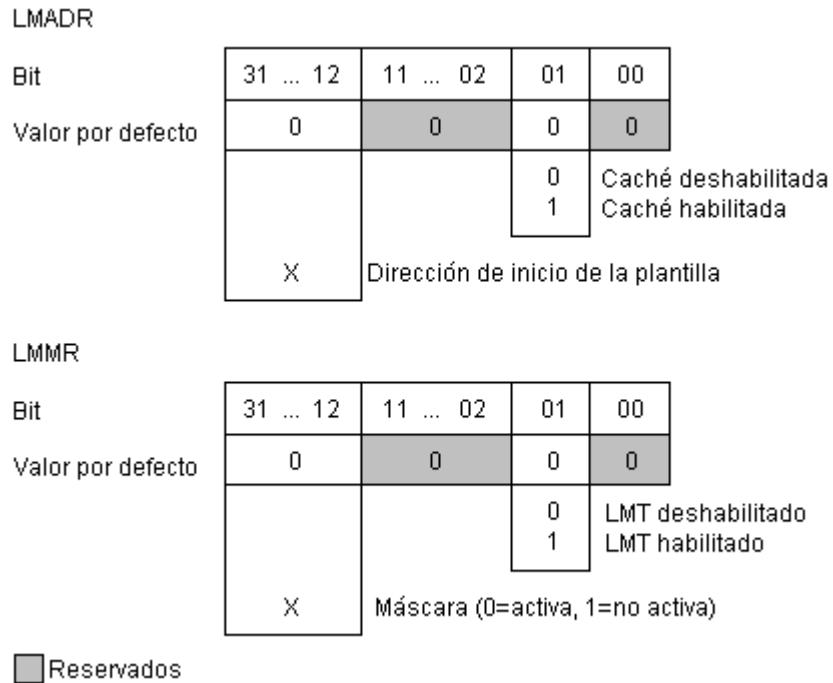 LMADR
Bit 31 ... 12 11 ... 02 01 00
Valor por defecto 0 0 0 0
0 Caché deshabilitada
1 Caché habilitada
X Dirección de inicio de la plantilla
LMMR
Bit 31 ... 12 11 ... 02 01 00
Valor por defecto 0 0 0 0
0 LMT deshabilitado
1 LMT habilitado
X Máscara (0=activa, 1=no activa)
Reservados